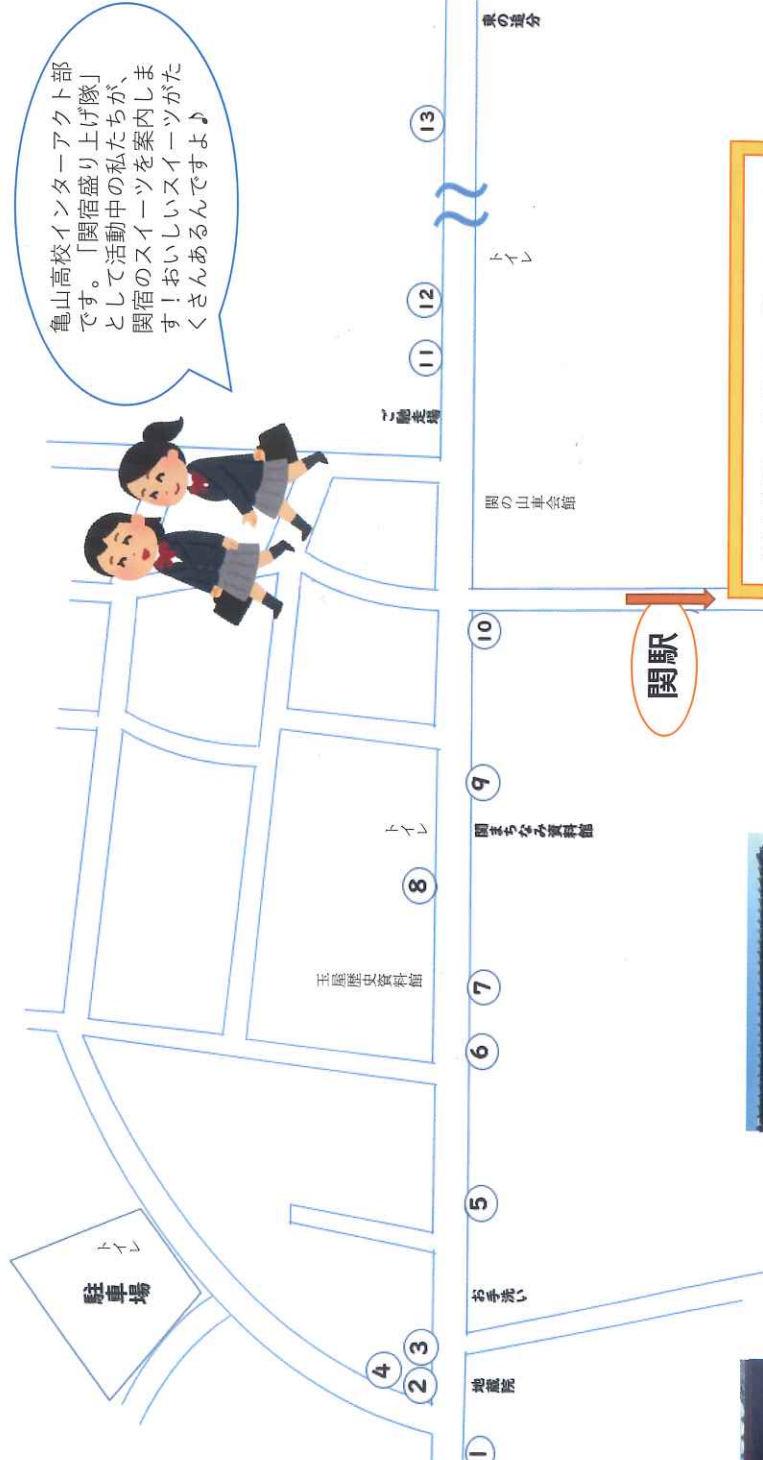 亀山高校インターアクト部
です。「関宿盛り上げ隊」
として活動中の私たちが、
関宿のスイーツを案内しま
す！おいしいスイーツがた
くさんあるんですよ♪
東の追分
13
トイレ
12
11
ご馳走場
関の山車会館
10
関駅
9
トイレ
関まちなみ資料館
8
玉屋歴史資料館
7
6
5
トイレ
駐車場
お手洗い
4
3
2
地蔵院
1